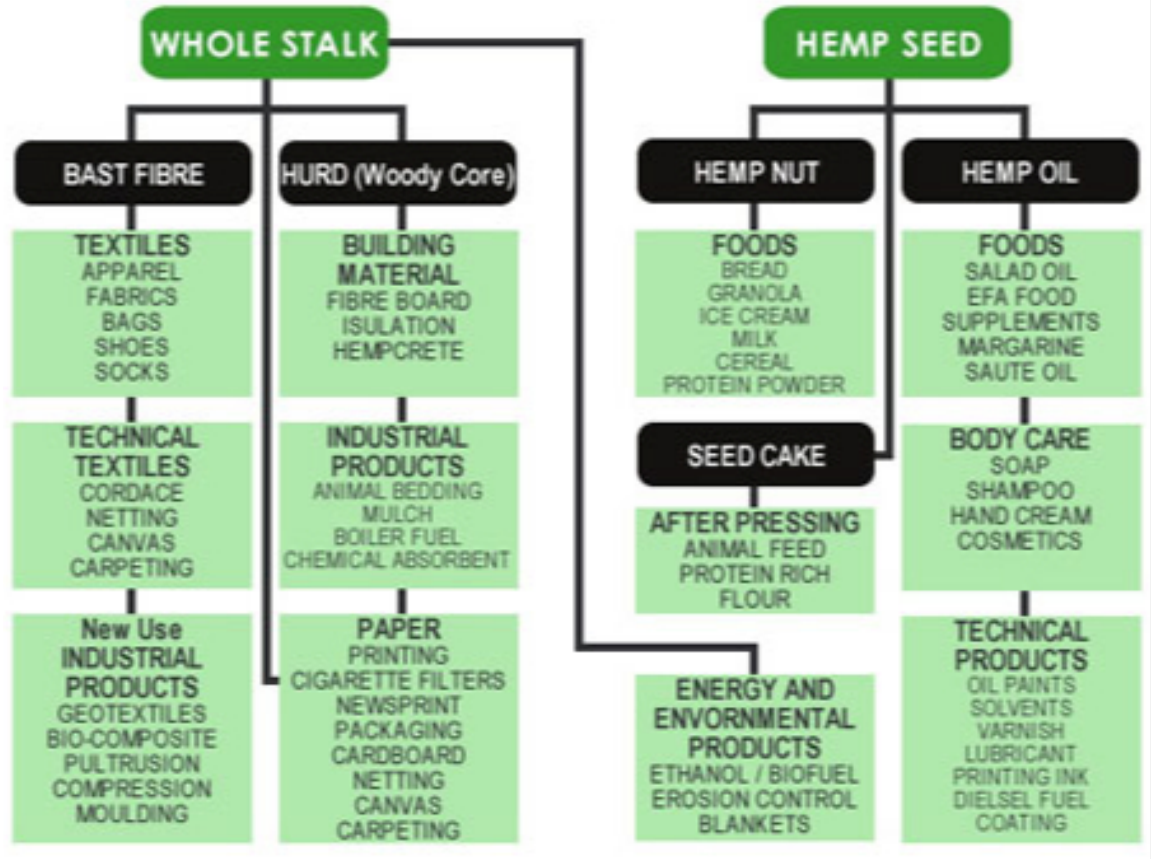 WHOLE STALK
BAST FIBRE
TEXTILES
APPAREL
FABRICS
BAGS
SHOES
SOCKS
TECHNICAL
TEXTILES
CORDACE
NETTING
CANVAS
CARPETING
New Use
INDUSTRIAL
PRODUCTS
GEOTEXTILES
BIO-COMPOSITE
PULTRUSION
COMPRESSION
MOULDING
HURD (Woody Core)
BUILDING
MATERIAL
FIBRE BOARD
ISULATION
HEMPCRETE
INDUSTRIAL
PRODUCTS
ANIMAL BEDDING
MULCH
BOILER FUEL
CHEMICAL ABSORBENT
PAPER
PRINTING
CIGARETTE FILTERS
NEWSPRINT
PACKAGING
CARDBOARD
NETTING
CANVAS
CARPETING
HEMP SEED
HEMP NUT
FOODS
BREAD
GRANOLA
ICE CREAM
MILK
CEREAL
PROTEIN POWDER
SEED CAKE
AFTER PRESSING
ANIMAL FEED
PROTEIN RICH
FLOUR
ENERGY AND
ENVORNMENTAL
PRODUCTS
ETHANOL / BIOFUEL
EROSION CONTROL
BLANKETS
HEMP OIL
FOODS
SALAD OIL
EFA FOOD
SUPPLEMENTS
MARGARINE
SAUTE OIL
BODY CARE
SOAP
SHAMPOO
HAND CREAM
COSMETICS
TECHNICAL
PRODUCTS
OIL PAINTS
SOLVENTS
VARNISH
LUBRICANT
PRINTING INK
DIELSEL FUEL
COATING